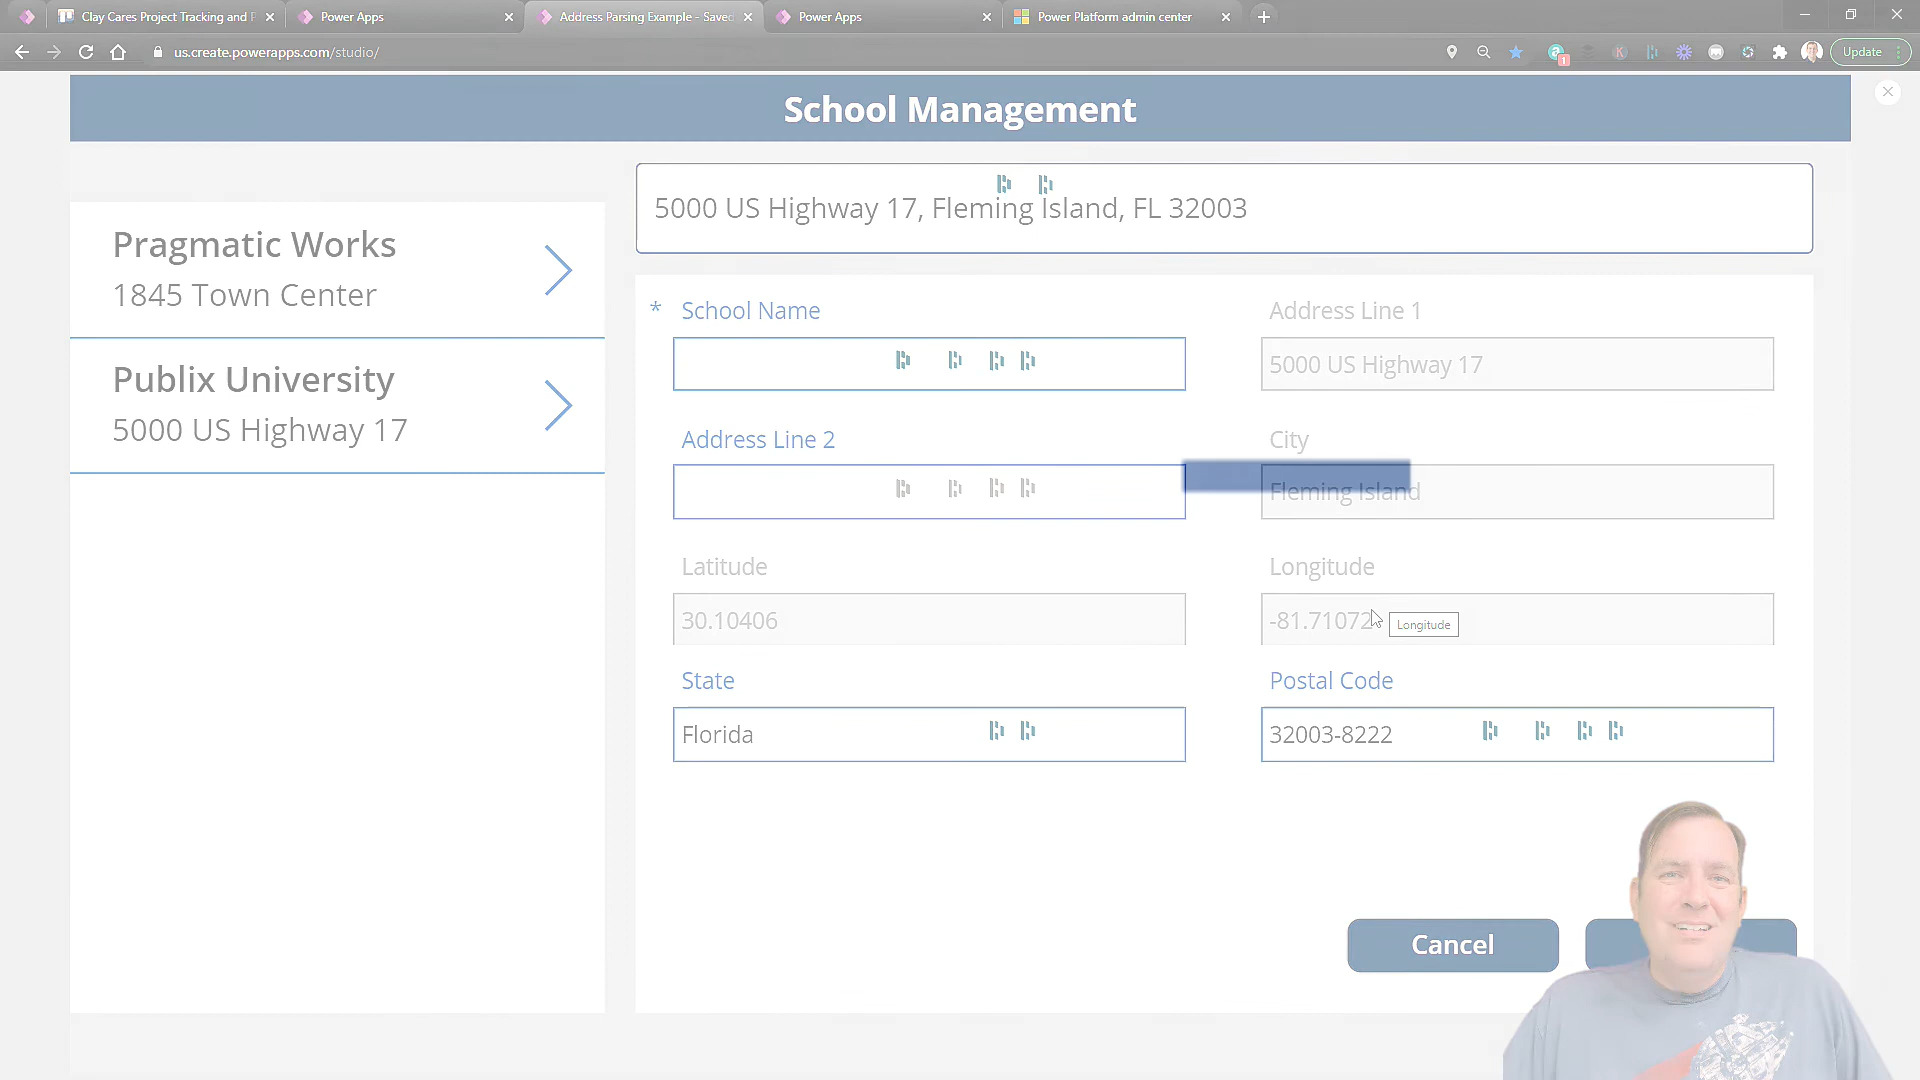 Clay Cares Project Tracking and P
Power Apps
Address Parsing Example - Saved
Power Apps
Power Platform admin center
us.create.powerapps.com/studio/
1
K
Update
School Management
5000 US Highway 17, Fleming Island, FL 32003
Pragmatic Works
1845 Town Center
Publix University
5000 US Highway 17
* School Name
Address Line 1
5000 US Highway 17
Address Line 2
City
Fleming Island
Latitude
Longitude
30.10406
-81.71072
Longitude
State
Postal Code
Florida
32003-8222
Cancel